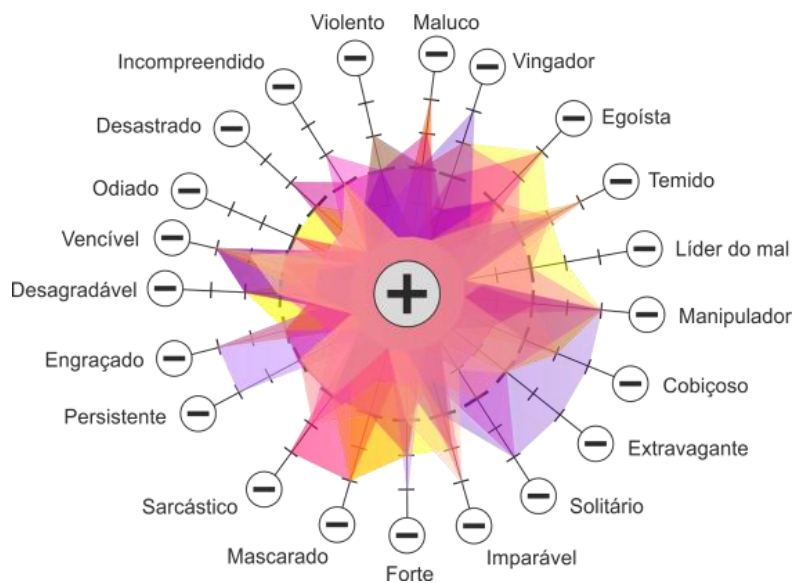 Violento
Maluco
Vingador
Incompreendido
Egoísta
Desastrado
Temido
Odiado
Vencível
Líder do mal
Desagradável
Manipulador
Engraçado
Cobiçoso
Persistente
Extravagante
Sarcástico
Solitário
Mascarado
Imparável
Forte